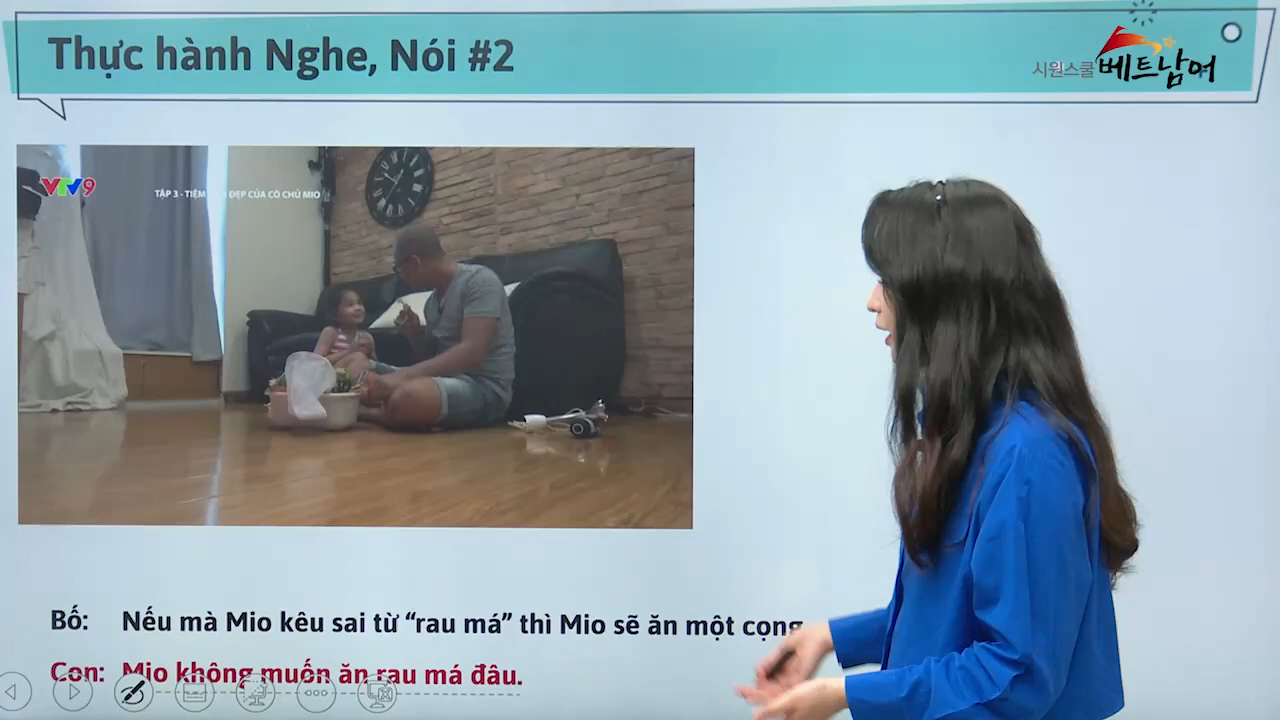 Thực hành Nghe, Nói #2
시원스쿨 베트남어
VTV9
TẬP 3 - TIỆM ĐẸP CỦA CÔ CHỦ MIO
Bố: Nếu mà Mio kêu sai từ “rau má” thì Mio sẽ ăn một cọng
Con: Mio không muốn ăn rau má đâu.